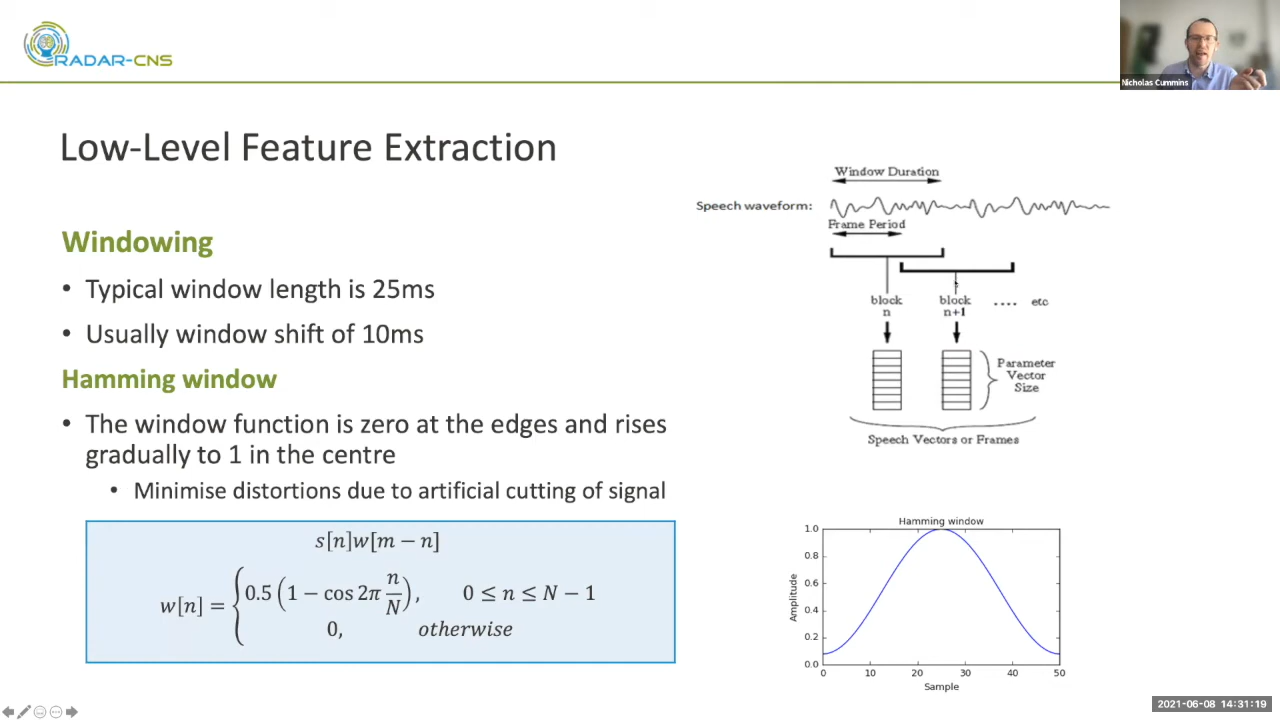 RADAR-CNS
Nicholas Cummins
Low-Level Feature Extraction
Windowing
• Typical window length is 25ms
• Usually window shift of 10ms
Hamming window
• The window function is zero at the edges and rises
gradually to 1 in the centre
• Minimise distortions due to artificial cutting of signal
s[n]w[m − n]
w[n] = { 0.5 (1 − cos 2π n/N), 0 ≤ n ≤ N − 1
0, otherwise
Window Duration
Speech waveform:
Frame Period
block
n
block
n+1
.... etc
Parameter
Vector
Size
Speech Vectors or Frames
Hamming window
1.0
0.8
0.6
0.4
0.2
0.0
Amplitude
0 10 20 30 40 50
Sample
2021-06-08 14:31:19